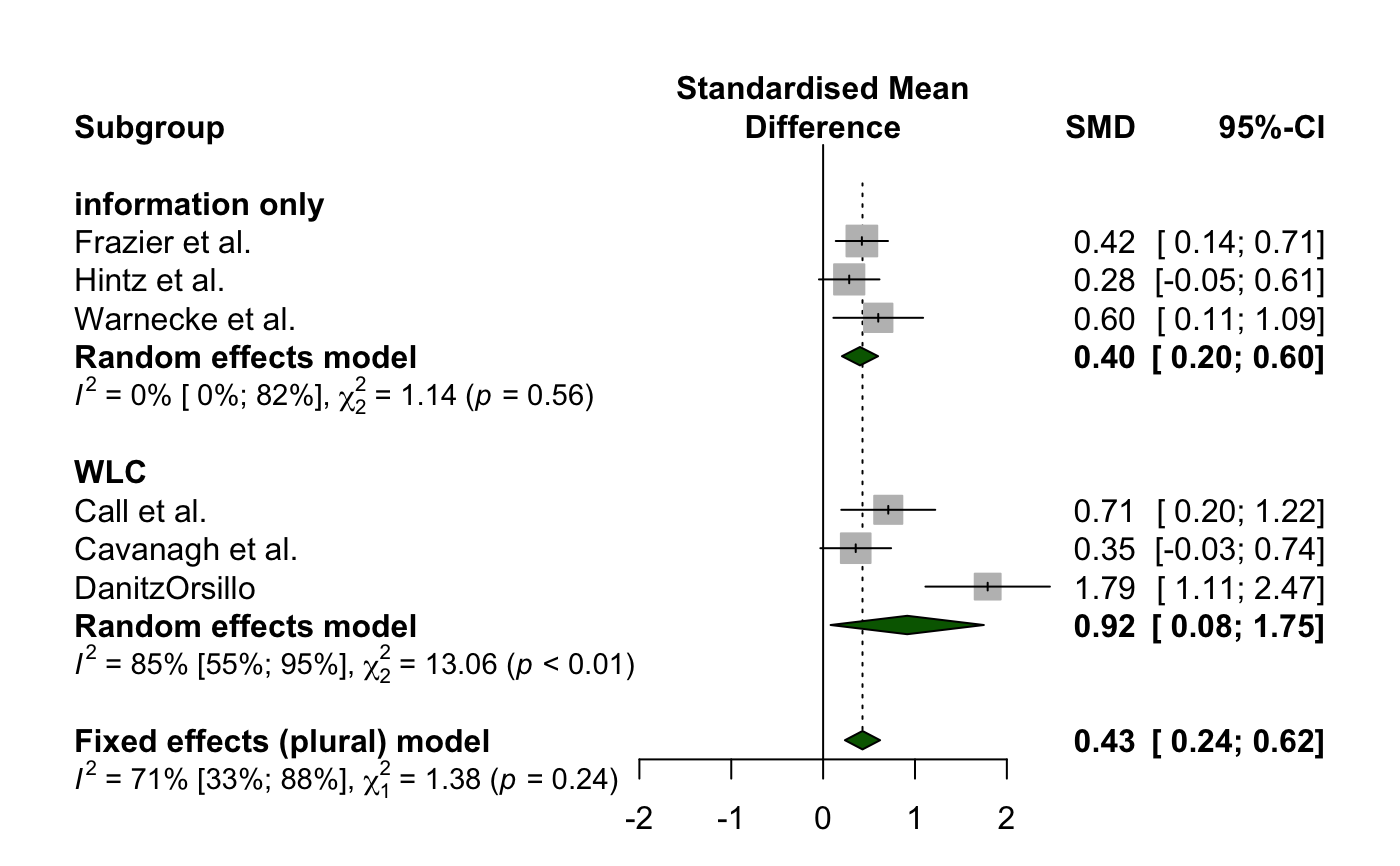 Standardised Mean
Subgroup Difference SMD 95%-CI
information only
Frazier et al. 0.42 [ 0.14; 0.71]
Hintz et al. 0.28 [-0.05; 0.61]
Warnecke et al. 0.60 [ 0.11; 1.09]
Random effects model 0.40 [ 0.20; 0.60]
I² = 0% [ 0%; 82%], χ²₂ = 1.14 (p = 0.56)
WLC
Call et al. 0.71 [ 0.20; 1.22]
Cavanagh et al. 0.35 [-0.03; 0.74]
DanitzOrsillo 1.79 [ 1.11; 2.47]
Random effects model 0.92 [ 0.08; 1.75]
I² = 85% [55%; 95%], χ²₂ = 13.06 (p < 0.01)
Fixed effects (plural) model 0.43 [ 0.24; 0.62]
I² = 71% [33%; 88%], χ²₁ = 1.38 (p = 0.24)
-2 -1 0 1 2